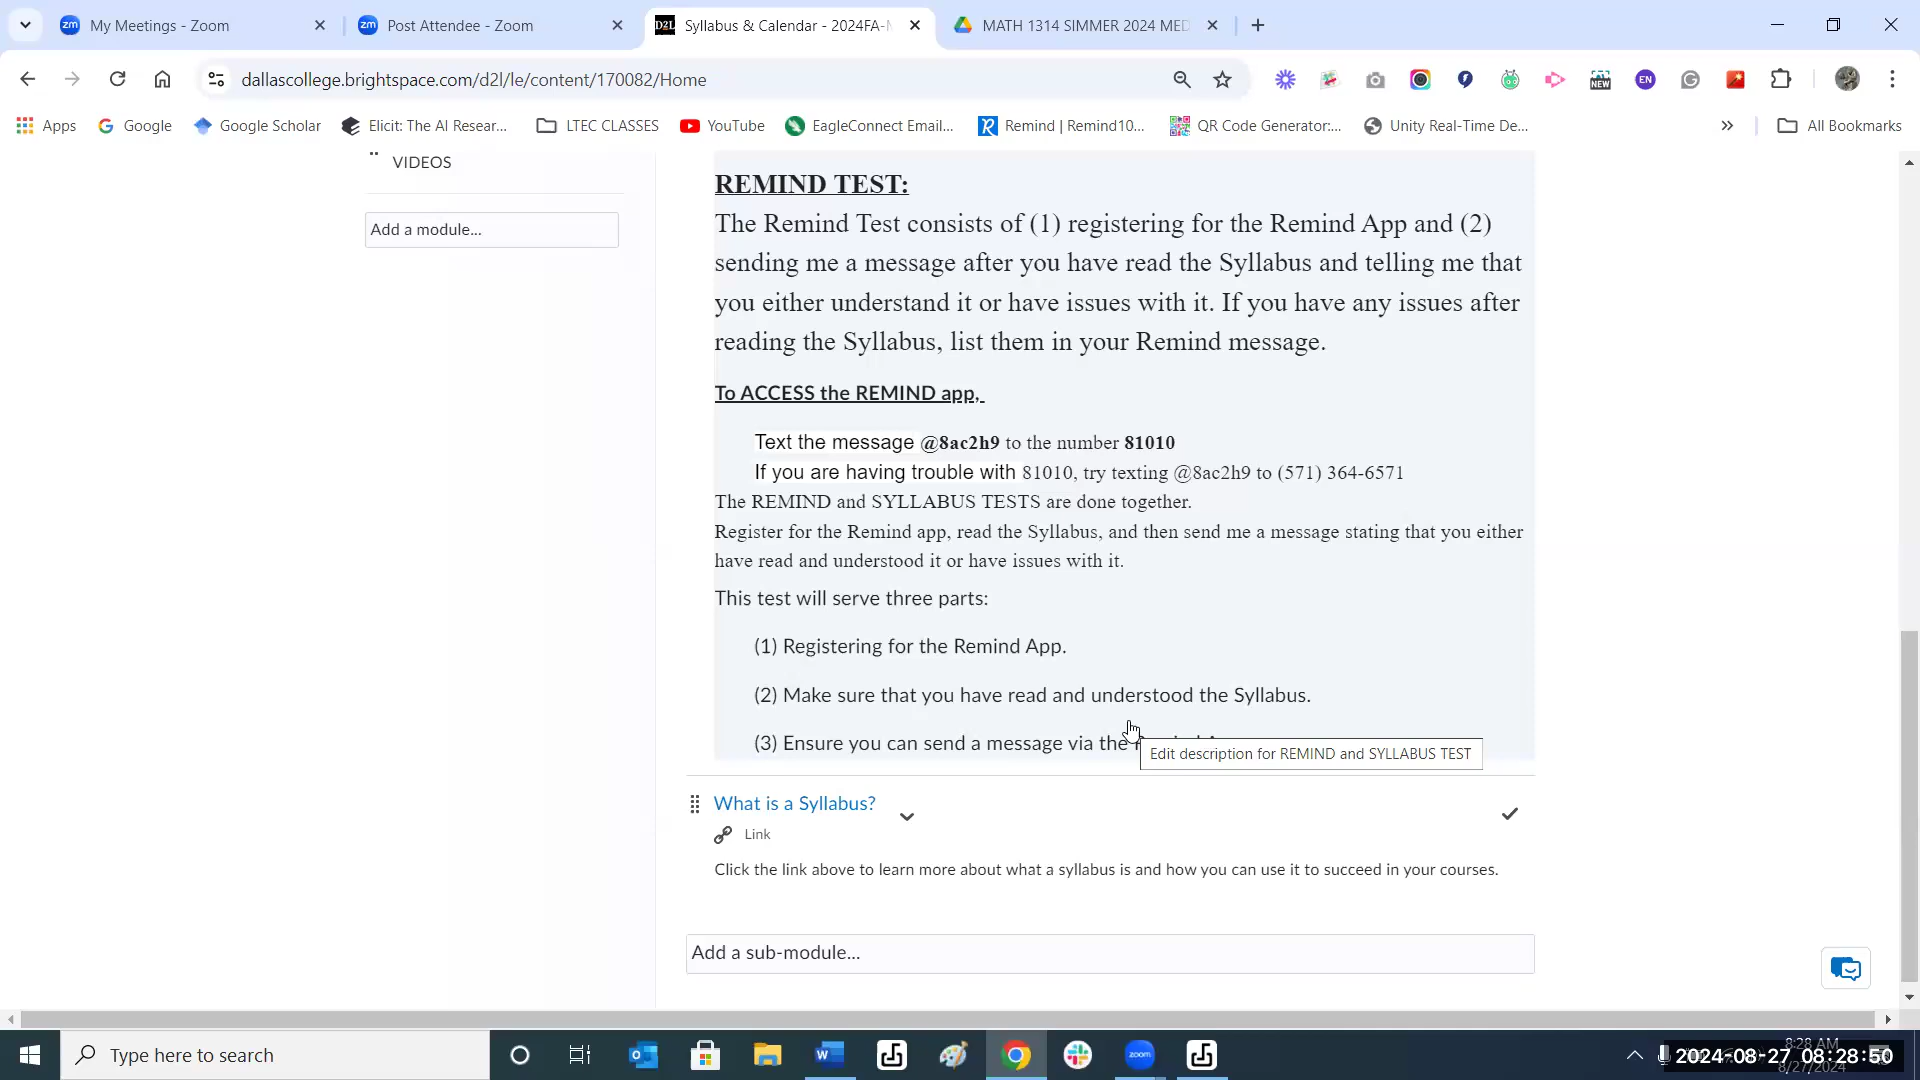 My Meetings - Zoom
Post Attendee - Zoom
D2L Syllabus & Calendar - 2024FA-
MATH 1314 SIMMER 2024 MED
dallascollege.brightspace.com/d2l/le/content/170082/Home
Apps
Google
Google Scholar
Elicit: The AI Resear...
LTEC CLASSES
YouTube
EagleConnect Email...
Remind | Remind10...
QR Code Generator:...
Unity Real-Time De...
All Bookmarks
VIDEOS
Add a module...
REMIND TEST:
The Remind Test consists of (1) registering for the Remind App and (2)
sending me a message after you have read the Syllabus and telling me that
you either understand it or have issues with it. If you have any issues after
reading the Syllabus, list them in your Remind message.
To ACCESS the REMIND app,
Text the message @8ac2h9 to the number 81010
If you are having trouble with 81010, try texting @8ac2h9 to (571) 364-6571
The REMIND and SYLLABUS TESTS are done together.
Register for the Remind app, read the Syllabus, and then send me a message stating that you either
have read and understood it or have issues with it.
This test will serve three parts:
(1) Registering for the Remind App.
(2) Make sure that you have read and understood the Syllabus.
(3) Ensure you can send a message via the
Edit description for REMIND and SYLLABUS TEST
What is a Syllabus?
Link
Click the link above to learn more about what a syllabus is and how you can use it to succeed in your courses.
Add a sub-module...
Type here to search
8:28 AM
2024-08-27 08:28:50
8/27/2024